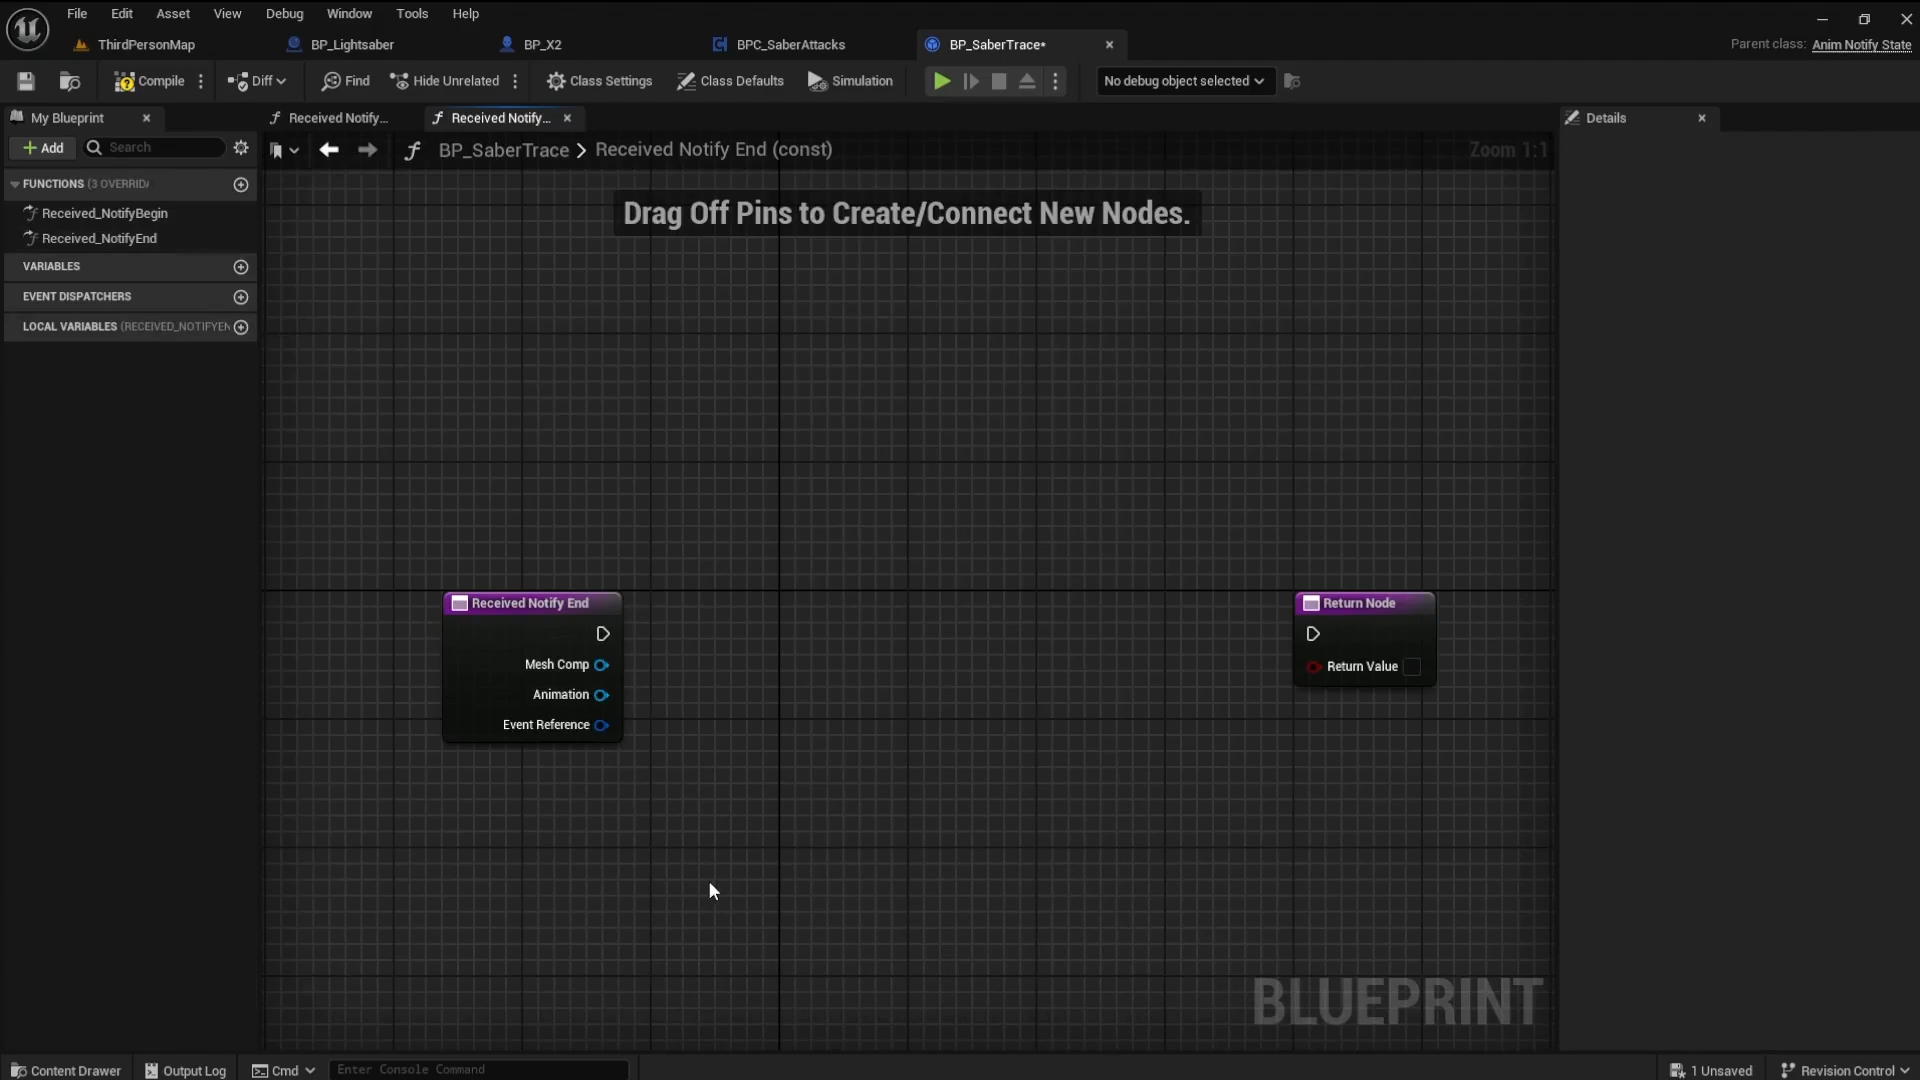 File Edit Asset View Debug Window Tools Help
ThirdPersonMap BP_Lightsaber BP_X2 BPC_SaberAttacks BP_SaberTrace* Parent class: Anim Notify State
Compile Diff Find Hide Unrelated Class Settings Class Defaults Simulation No debug object selected
My Blueprint Received Notify... Received Notify... Details
Add Search BP_SaberTrace > Received Notify End (const) Zoom 1:1
FUNCTIONS (3 OVERRIDA
Received_NotifyBegin
Received_NotifyEnd
VARIABLES
EVENT DISPATCHERS
LOCAL VARIABLES (RECEIVED_NOTIFYEN
Drag Off Pins to Create/Connect New Nodes.
Received Notify End
Mesh Comp
Animation
Event Reference
Return Node
Return Value
BLUEPRINT
Content Drawer Output Log Cmd Enter Console Command 1 Unsaved Revision Control